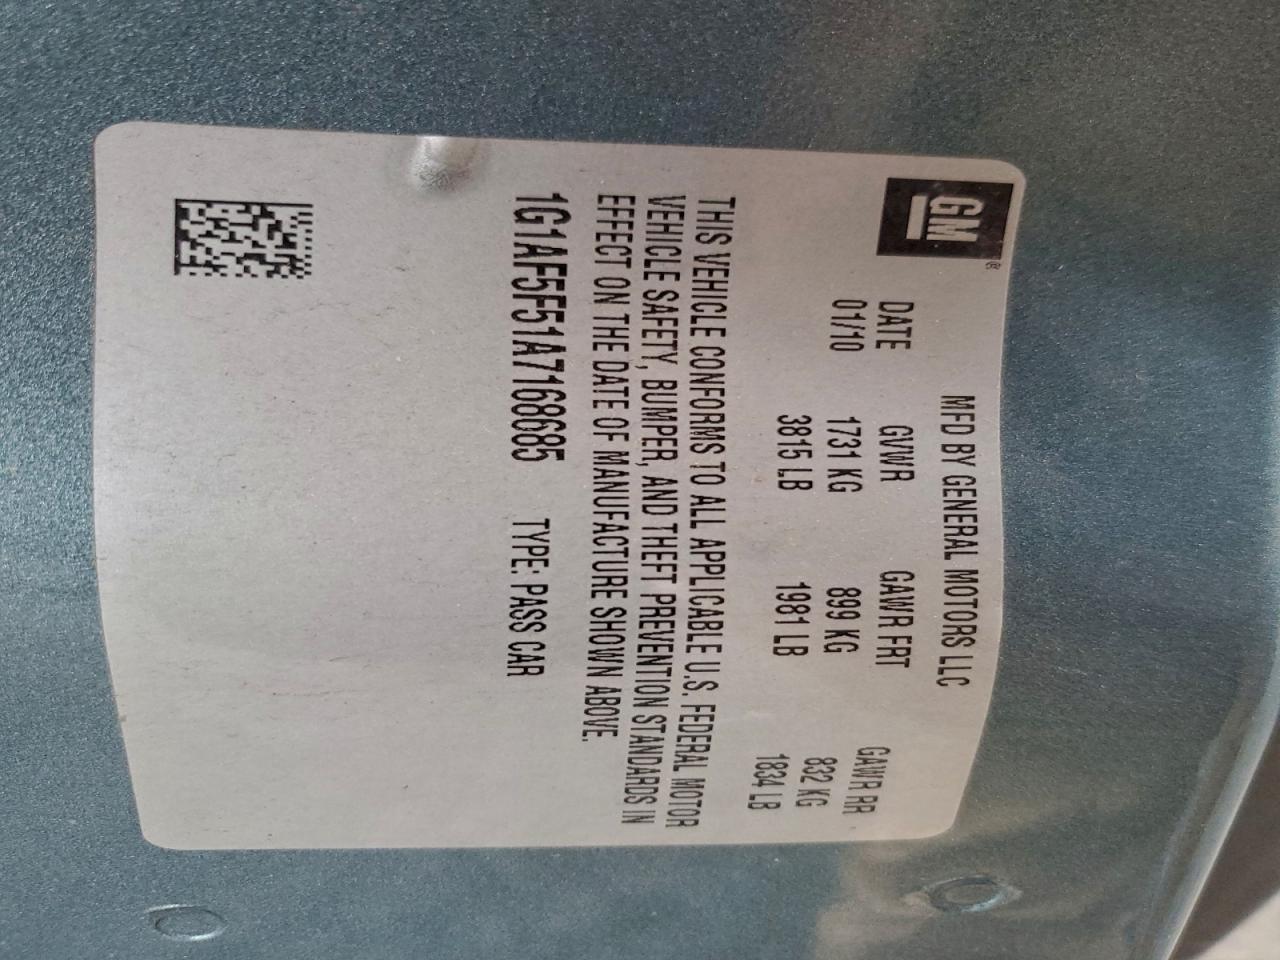 GM®
MFD BY GENERAL MOTORS LLC
DATE GVWR GAWR FRT GAWR RR
01/10 1731 KG 899 KG 832 KG
3815 LB 1981 LB 1834 LB
THIS VEHICLE CONFORMS TO ALL APPLICABLE U.S. FEDERAL MOTOR
VEHICLE SAFETY, BUMPER, AND THEFT PREVENTION STANDARDS IN
EFFECT ON THE DATE OF MANUFACTURE SHOWN ABOVE.
1G1AF5F51A7168685 TYPE: PASS CAR